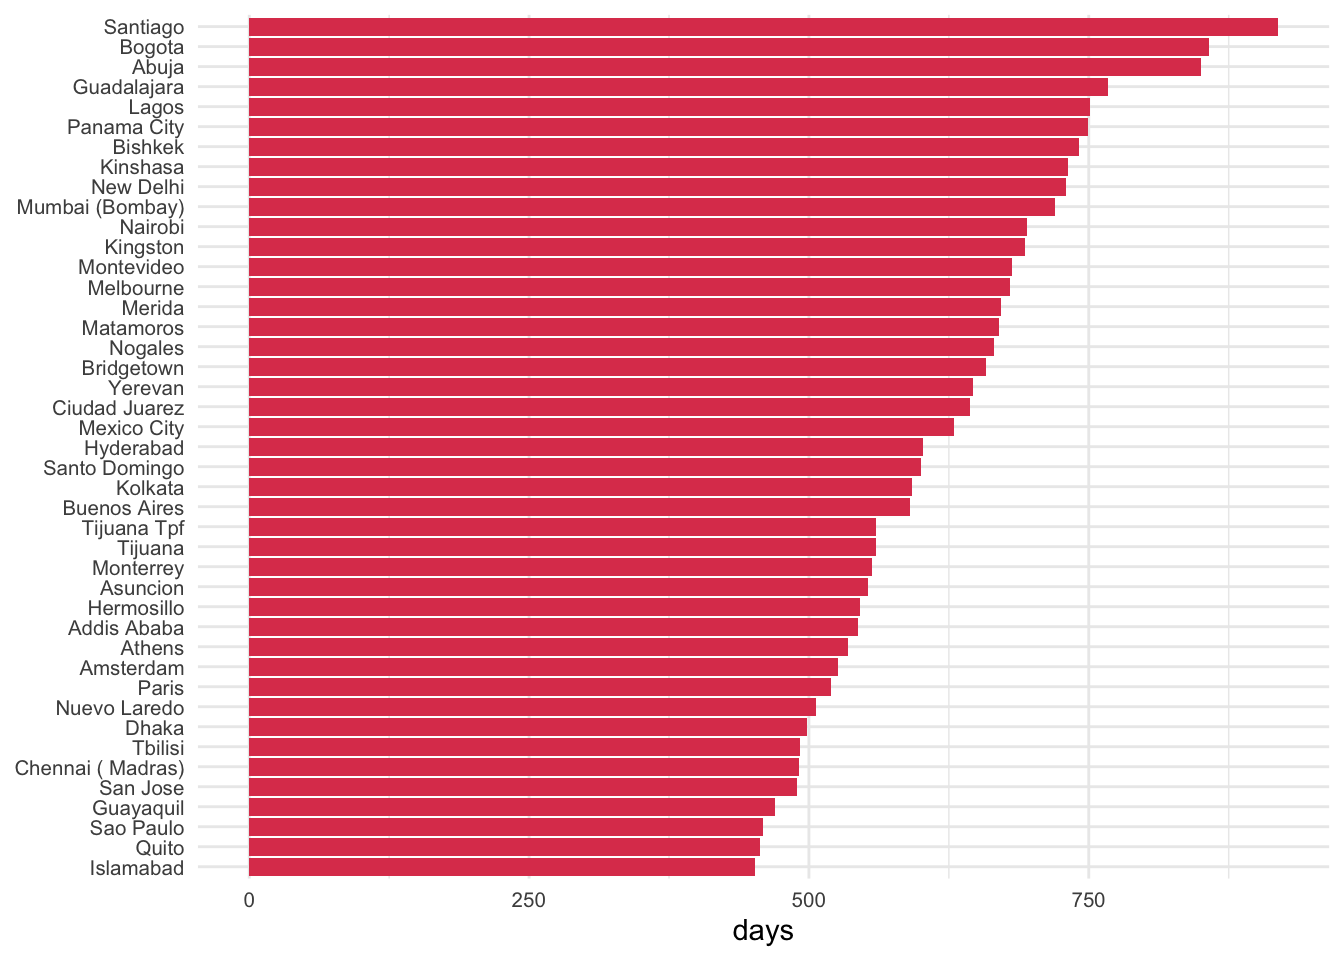 Santiago
Bogota
Abuja
Guadalajara
Lagos
Panama City
Bishkek
Kinshasa
New Delhi
Mumbai (Bombay)
Nairobi
Kingston
Montevideo
Melbourne
Merida
Matamoros
Nogales
Bridgetown
Yerevan
Ciudad Juarez
Mexico City
Hyderabad
Santo Domingo
Kolkata
Buenos Aires
Tijuana Tpf
Tijuana
Monterrey
Asuncion
Hermosillo
Addis Ababa
Athens
Amsterdam
Paris
Nuevo Laredo
Dhaka
Tbilisi
Chennai ( Madras)
San Jose
Guayaquil
Sao Paulo
Quito
Islamabad
0 250 500 750
days